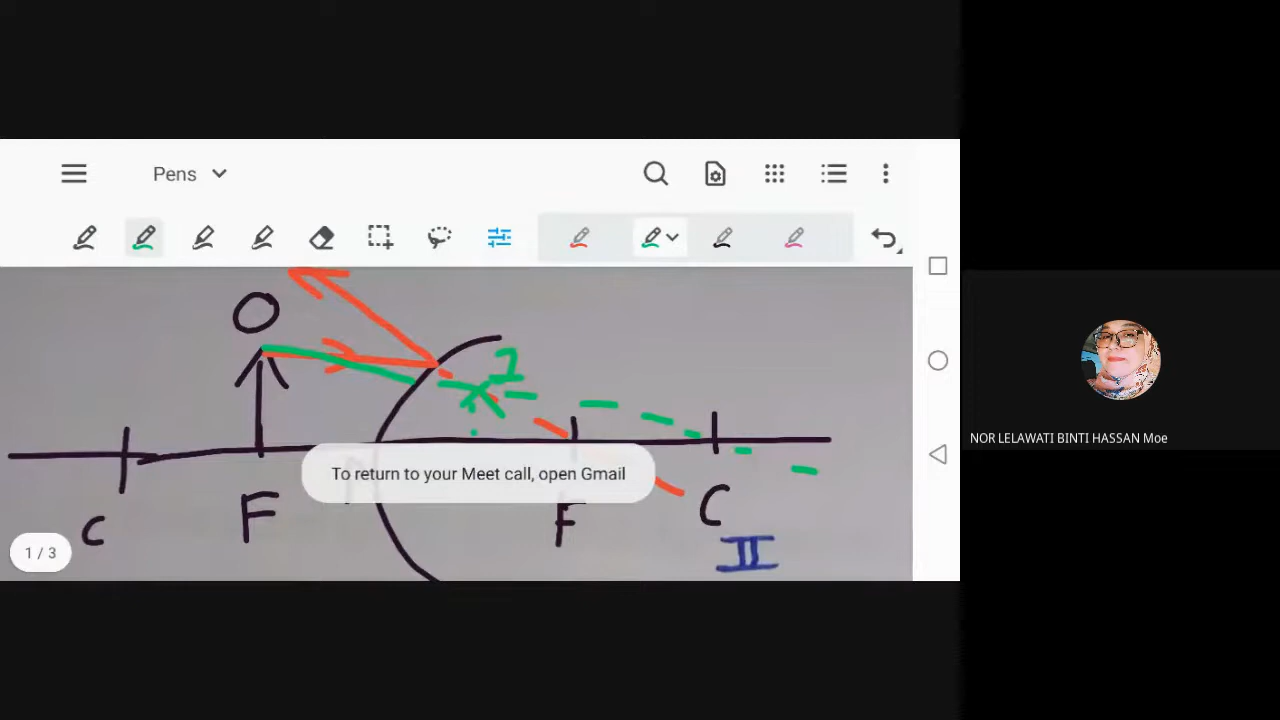 Pens
O
I
To return to your Meet call, open Gmail
C
F
F
C
II
1 / 3
NOR LELAWATI BINTI HASSAN Moe